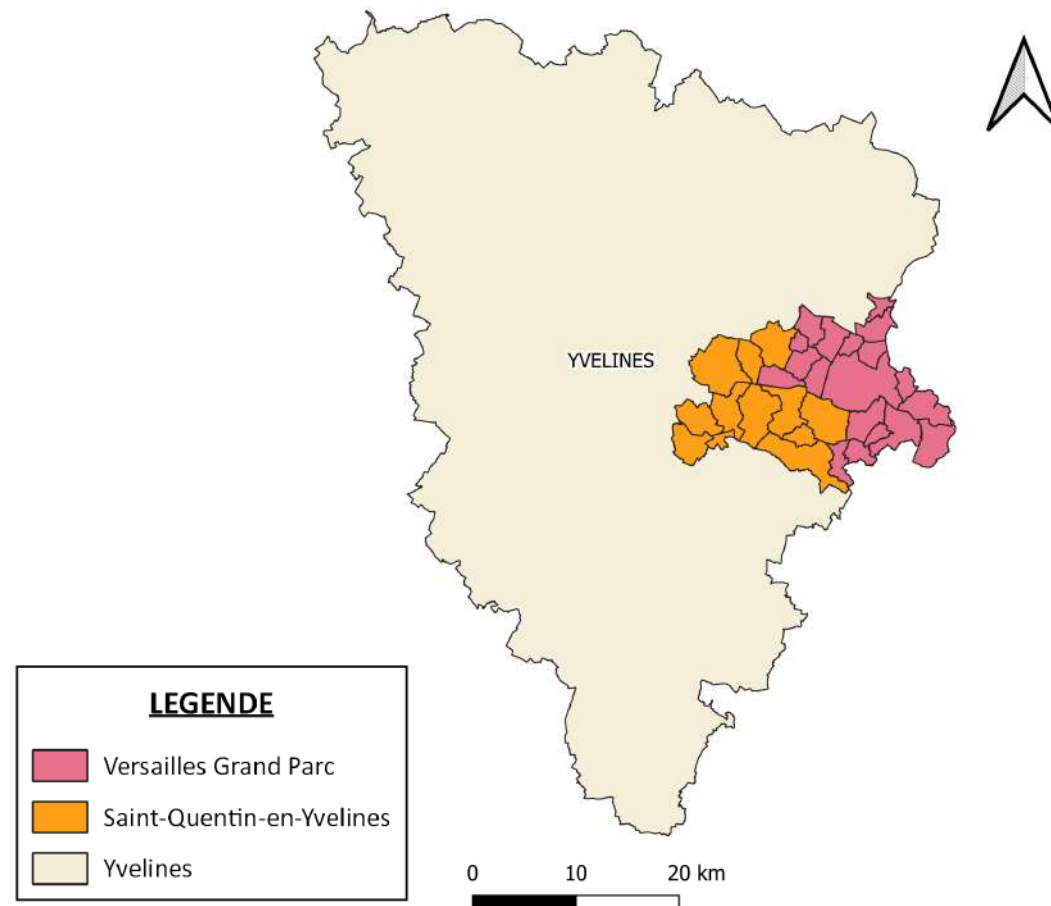 YVELINES
LEGENDE
Versailles Grand Parc
Saint-Quentin-en-Yvelines
Yvelines
0 10 20 km